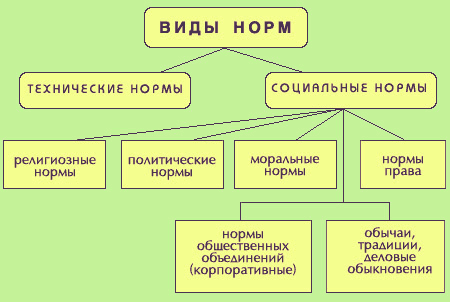 ВИДЫ НОРМ
ТЕХНИЧЕСКИЕ НОРМЫ
СОЦИАЛЬНЫЕ НОРМЫ
религиозные
нормы
политические
нормы
моральные
нормы
нормы
права
нормы
общественных
объединений
(корпоративные)
обычаи,
традиции,
деловые
обыкновения